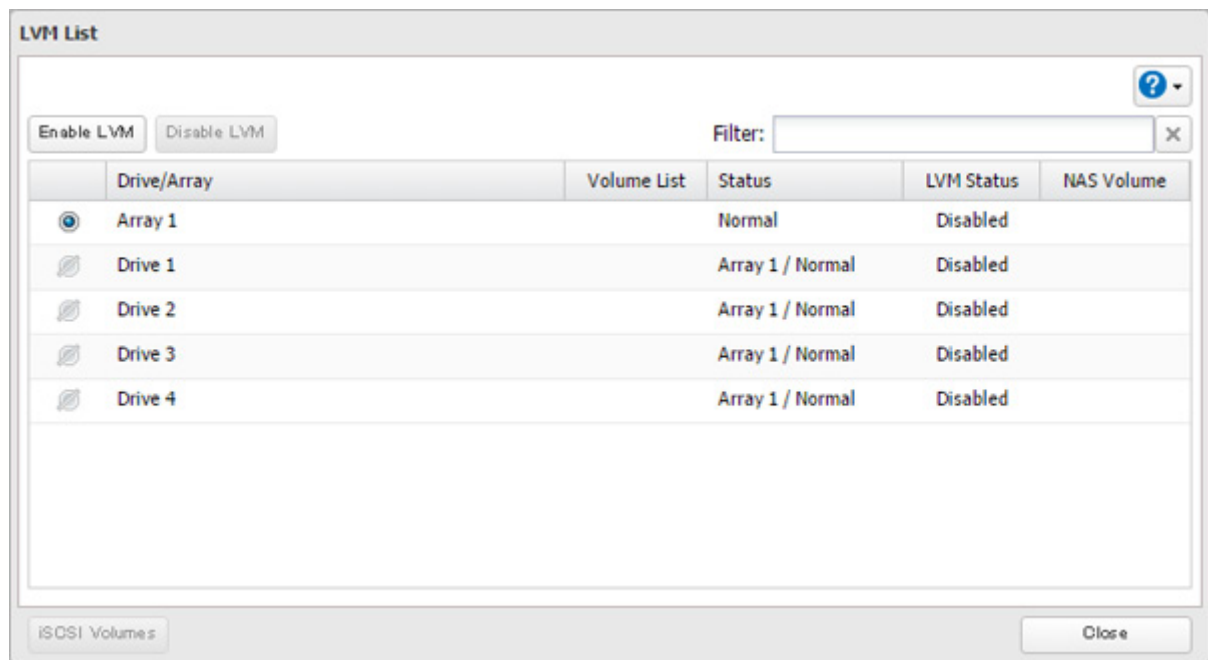 LVM List
?
Enable LVM Disable LVM Filter:
Drive/Array Volume List Status LVM Status NAS Volume
Array 1 Normal Disabled
Drive 1 Array 1 / Normal Disabled
Drive 2 Array 1 / Normal Disabled
Drive 3 Array 1 / Normal Disabled
Drive 4 Array 1 / Normal Disabled
iSCSI Volumes Close